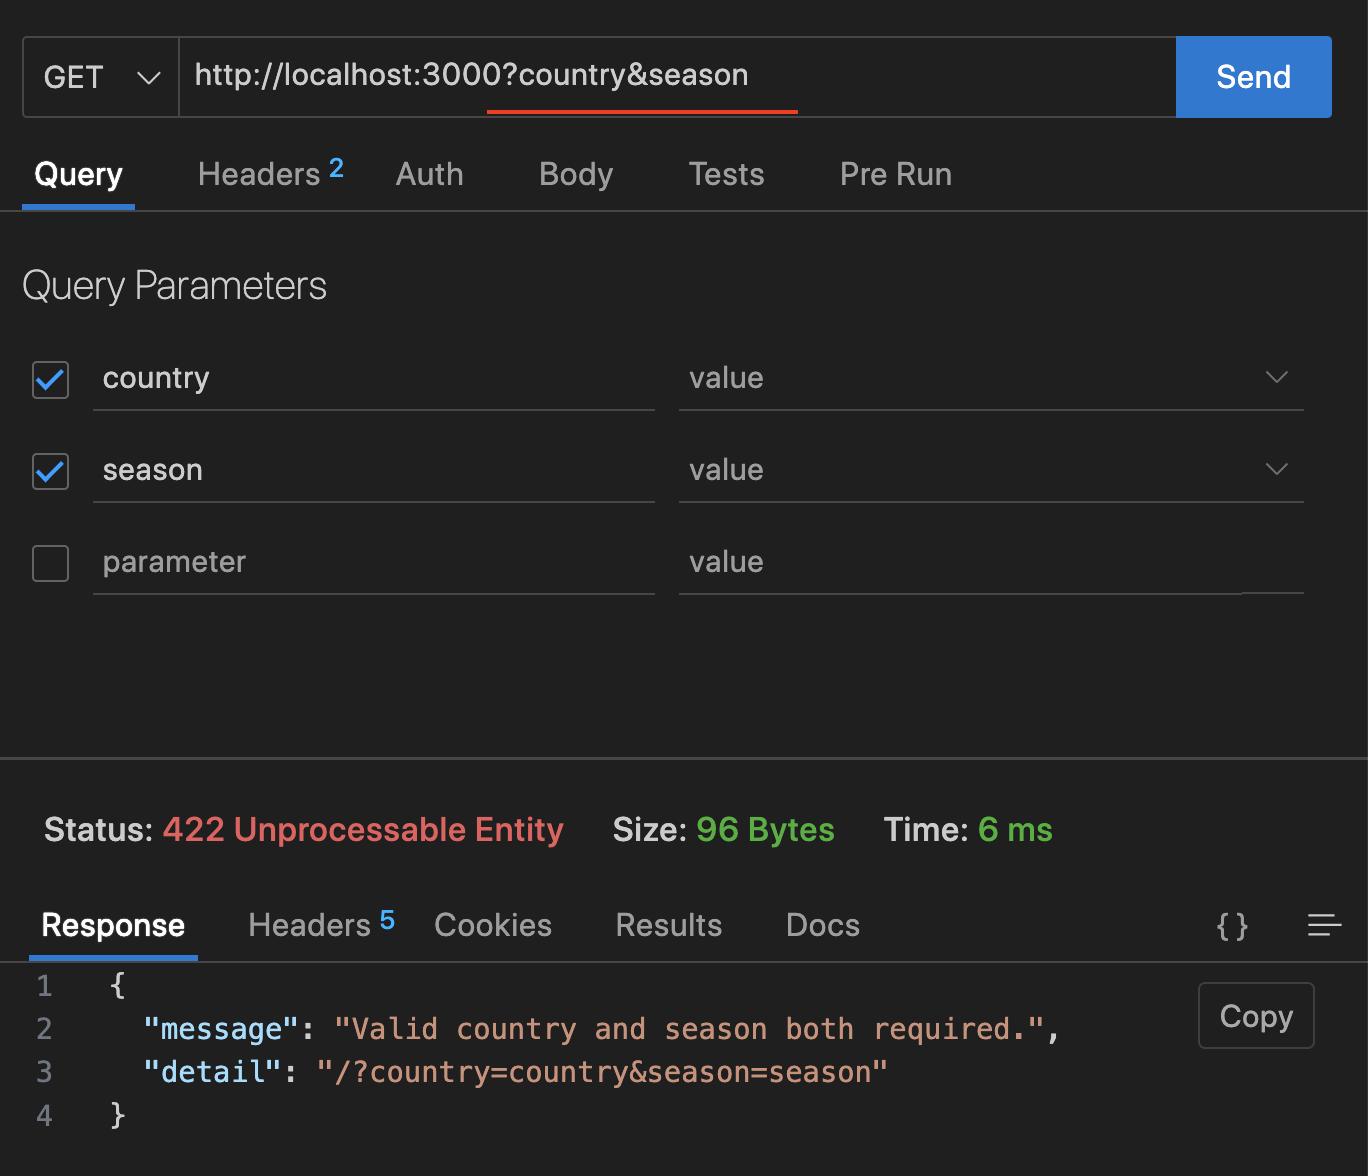 GET http://localhost:3000?country&season Send
Query Headers 2 Auth Body Tests Pre Run
Query Parameters
country value
season value
parameter value
Status: 422 Unprocessable Entity Size: 96 Bytes Time: 6 ms
Response Headers 5 Cookies Results Docs { }
1 {
2 "message": "Valid country and season both required.",
3 "detail": "/?country=country&season=season"
4 }
Copy